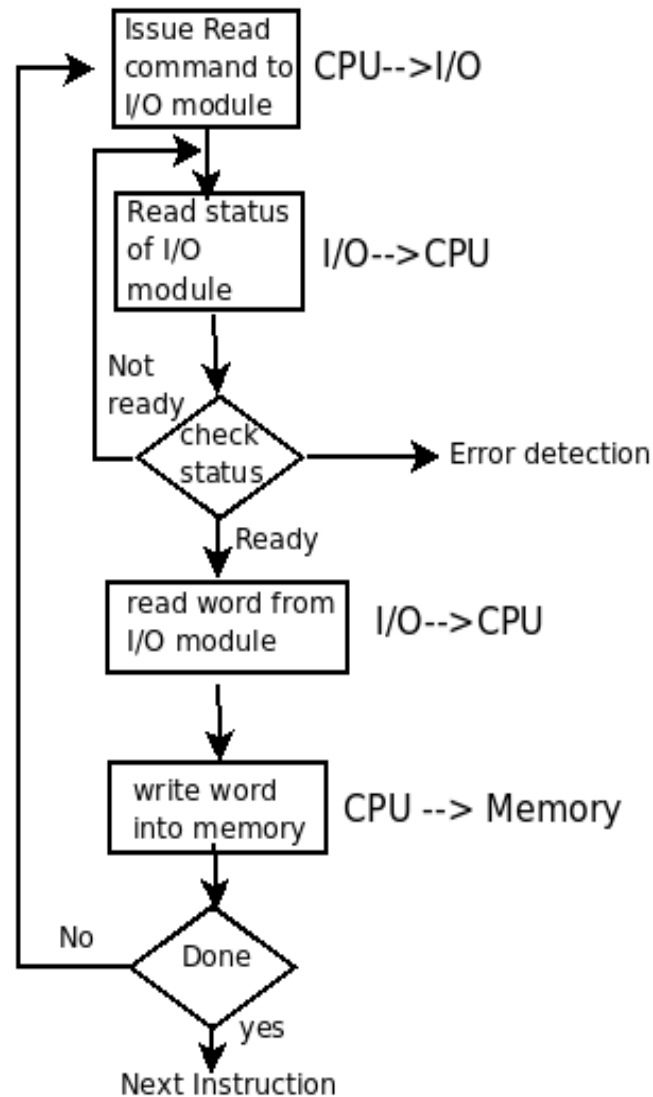 Issue Read
command to
I/O module
CPU-->I/O
Read status
of I/O
module
I/O-->CPU
Not
ready
check
status
Error detection
Ready
read word from
I/O module
I/O-->CPU
write word
into memory
CPU --> Memory
No
Done
yes
Next Instruction